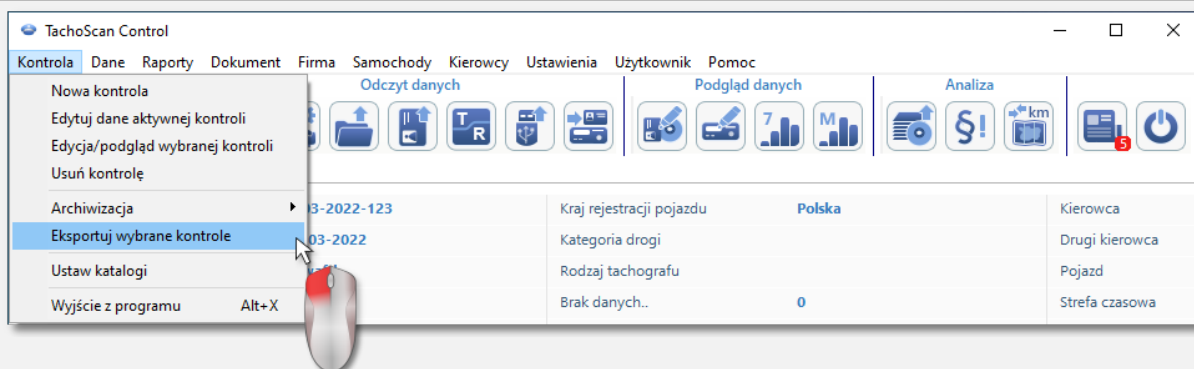 TachoScan Control
Kontrola Dane Raporty Dokument Firma Samochody Kierowcy Ustawienia Użytkownik Pomoc
Nowa kontrola
Edytuj dane aktywnej kontroli
Edycja/podgląd wybranej kontroli
Usuń kontrolę
Archiwizacja
Eksportuj wybrane kontrole
Ustaw katalogi
Wyjście z programu Alt+X
Odczyt danych Podgląd danych Analiza
T R 7 M §! km 5
03-2022-123 Kraj rejestracji pojazdu Polska Kierowca
03-2022 Kategoria drogi Drugi kierowca
Rodzaj tachografu Pojazd
Brak danych.. 0 Strefa czasowa